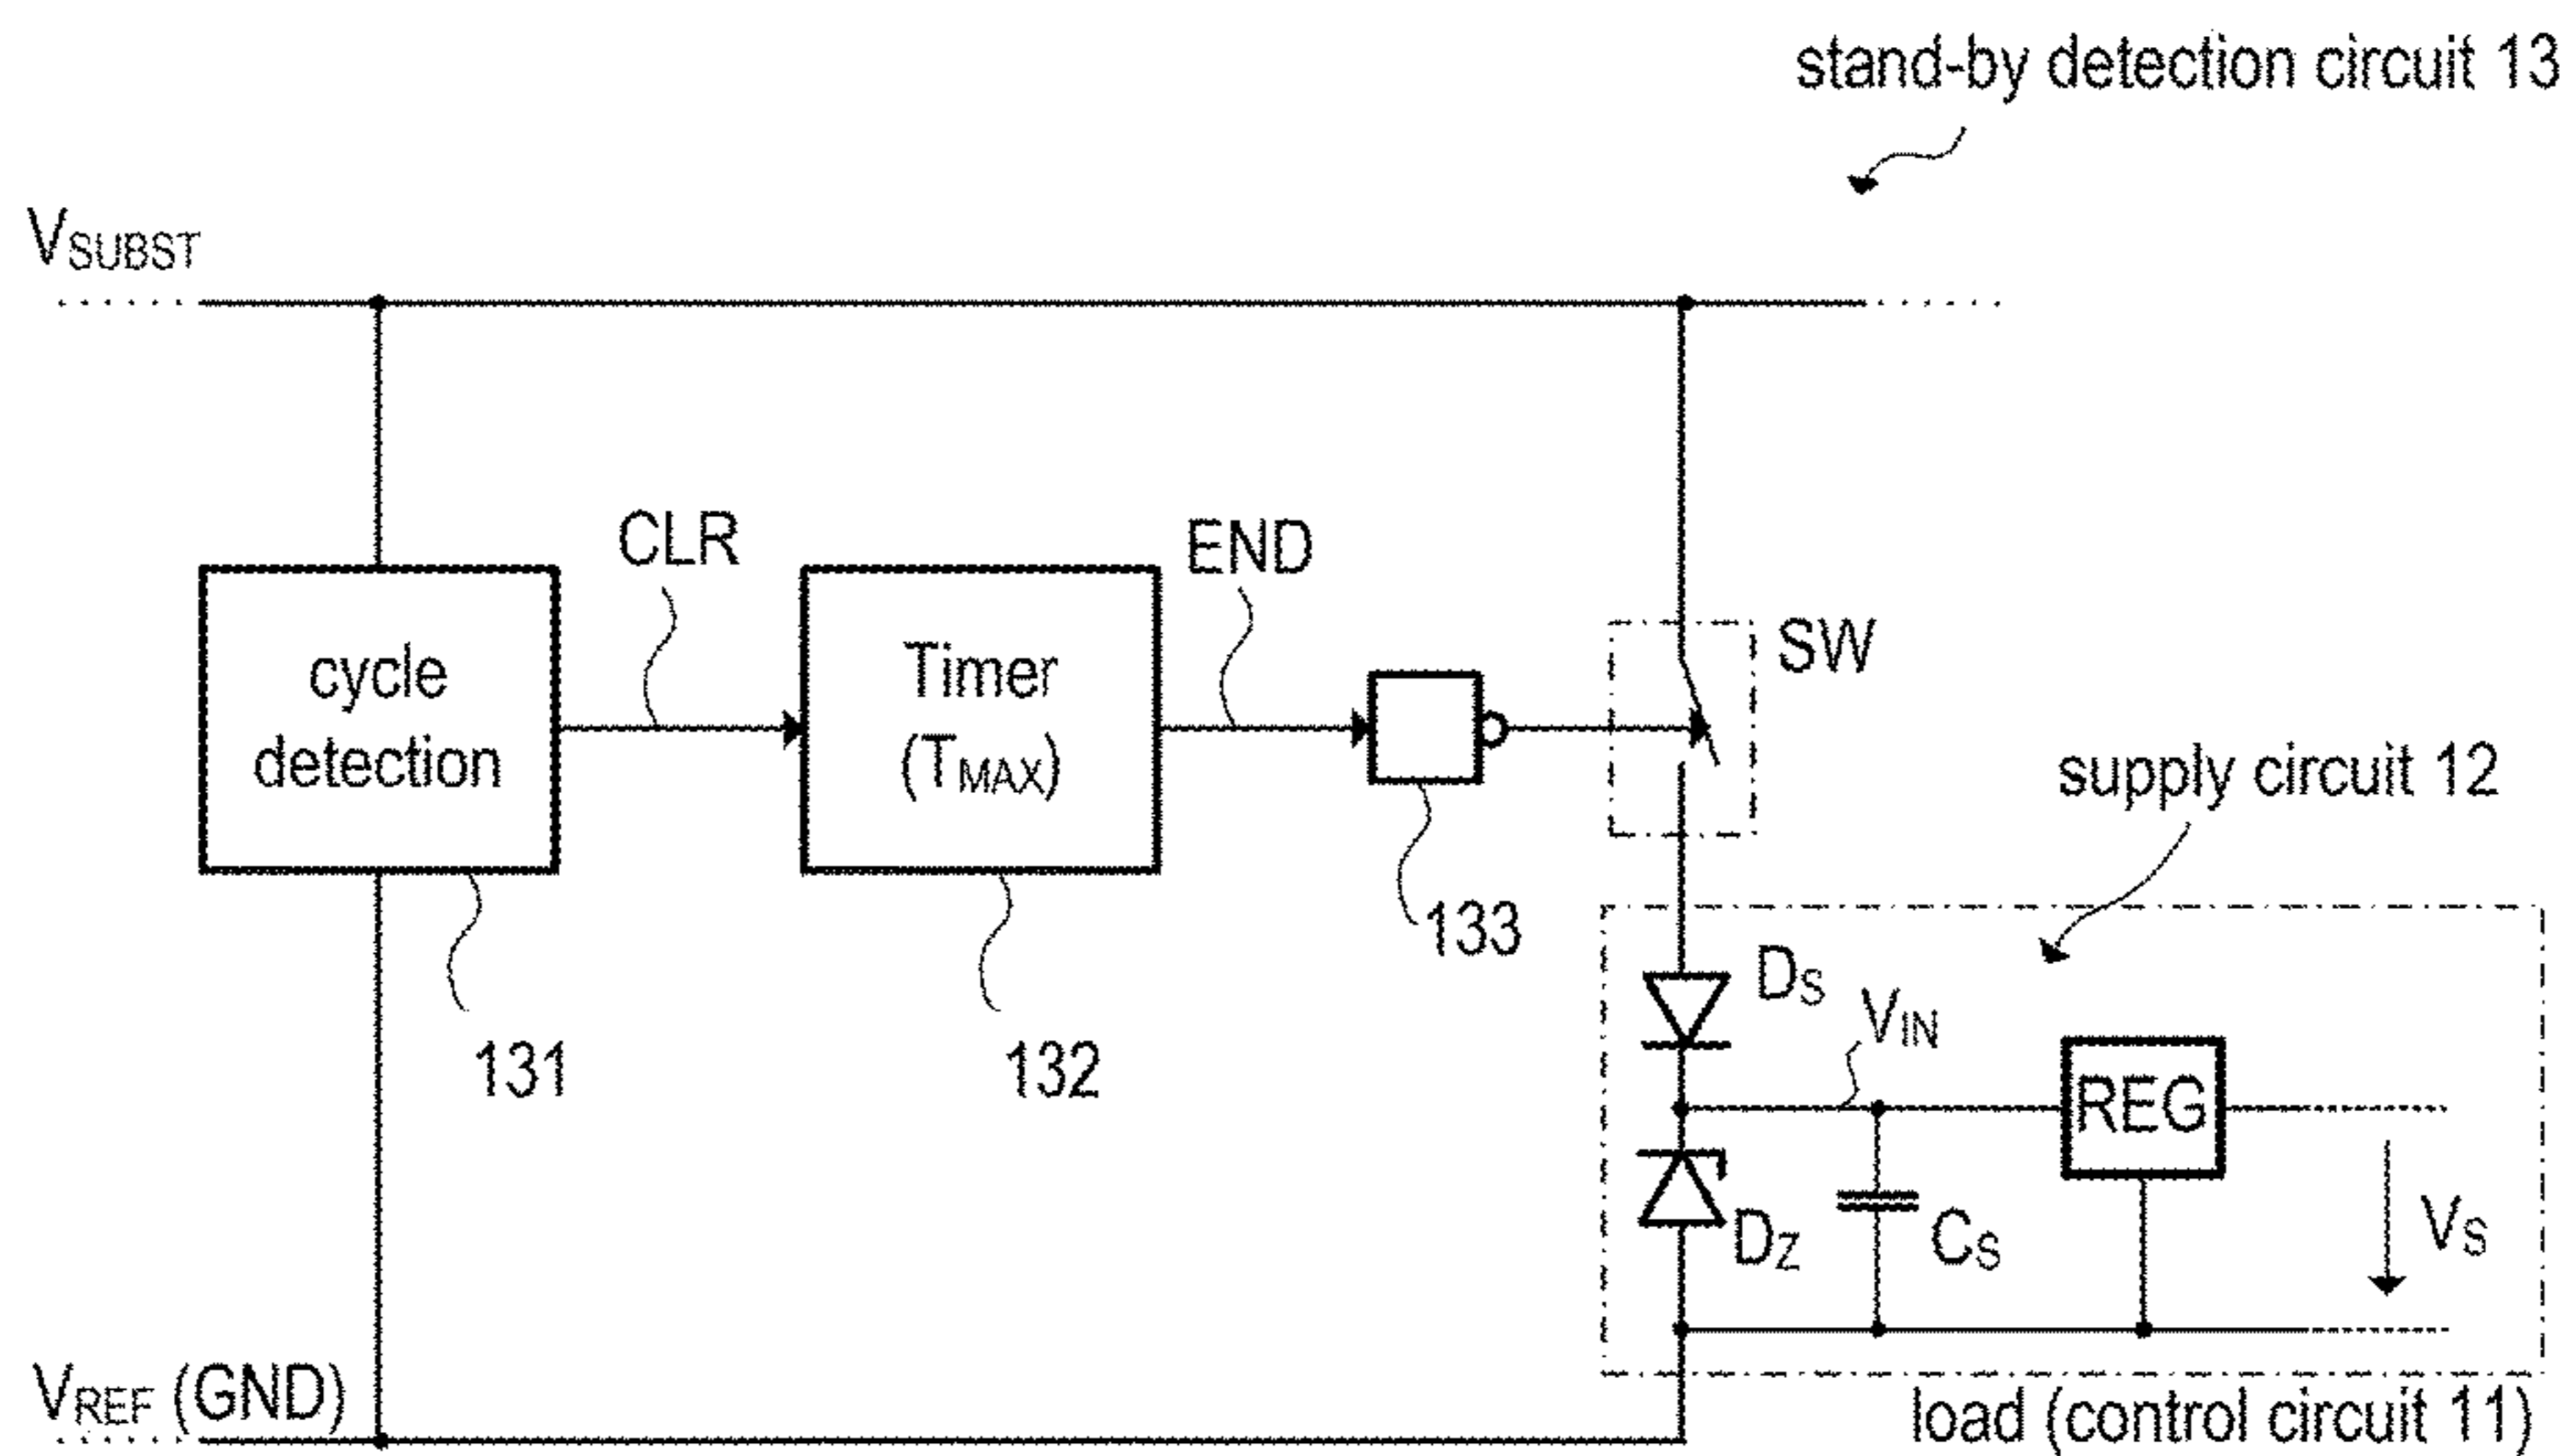 stand-by detection circuit 13
VSUBST
CLR
END
cycle
detection
Timer
(TMAX)
SW
supply circuit 12
133
DS
VIN
131
132
REG
DZ
CS
VS
VREF (GND)
load (control circuit 11)